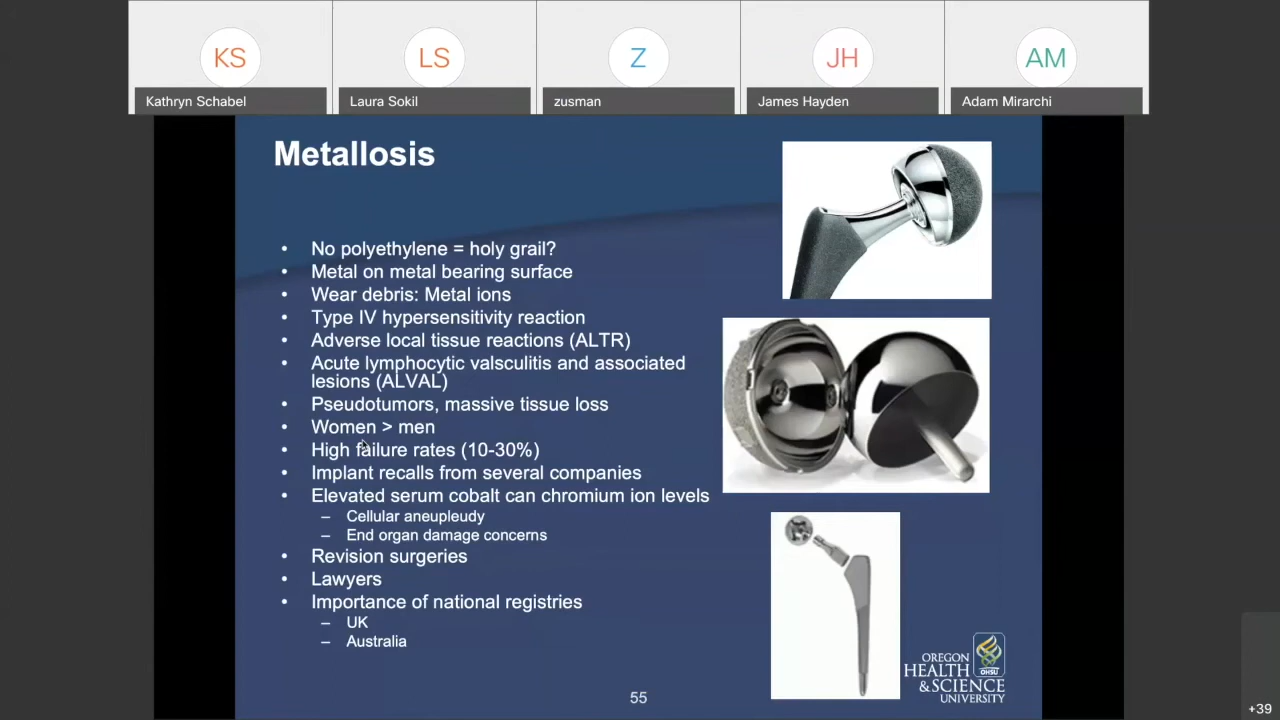 KS
LS
Z
JH
AM
Kathryn Schabel
Laura Sokil
zusman
James Hayden
Adam Mirarchi
Metallosis
• No polyethylene = holy grail?
• Metal on metal bearing surface
• Wear debris: Metal ions
• Type IV hypersensitivity reaction
• Adverse local tissue reactions (ALTR)
• Acute lymphocytic valsculitis and associated
lesions (ALVAL)
• Pseudotumors, massive tissue loss
• Women > men
• High failure rates (10-30%)
• Implant recalls from several companies
• Elevated serum cobalt can chromium ion levels
– Cellular aneupleudy
– End organ damage concerns
• Revision surgeries
• Lawyers
• Importance of national registries
– UK
– Australia
OREGON
HEALTH
& SCIENCE
UNIVERSITY
OHSU
55
+39